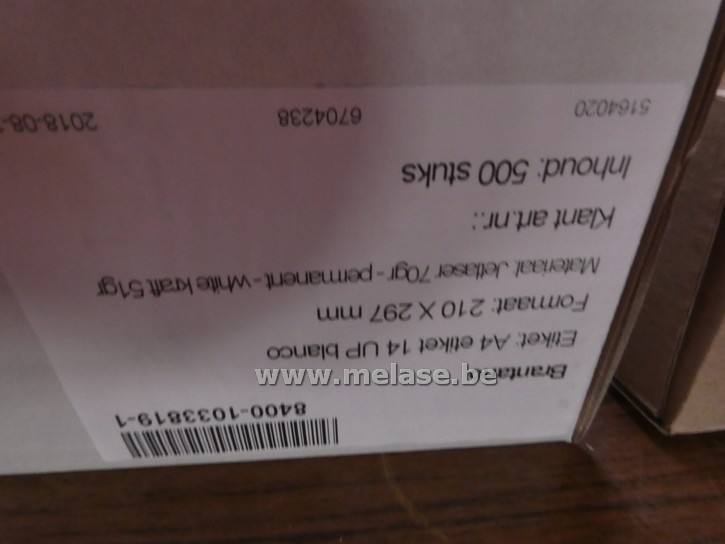 8400-1033819-1
Etiket: A4 etiket 14 UP blanco
Formaat: 210 X 297 mm
Materiaal: Jetlaser 70gr - permanent - white kraft 51gr
Klant art.nr.:
Inhoud: 500 stuks
5164020 6704238 2018-08-
www.melase.be